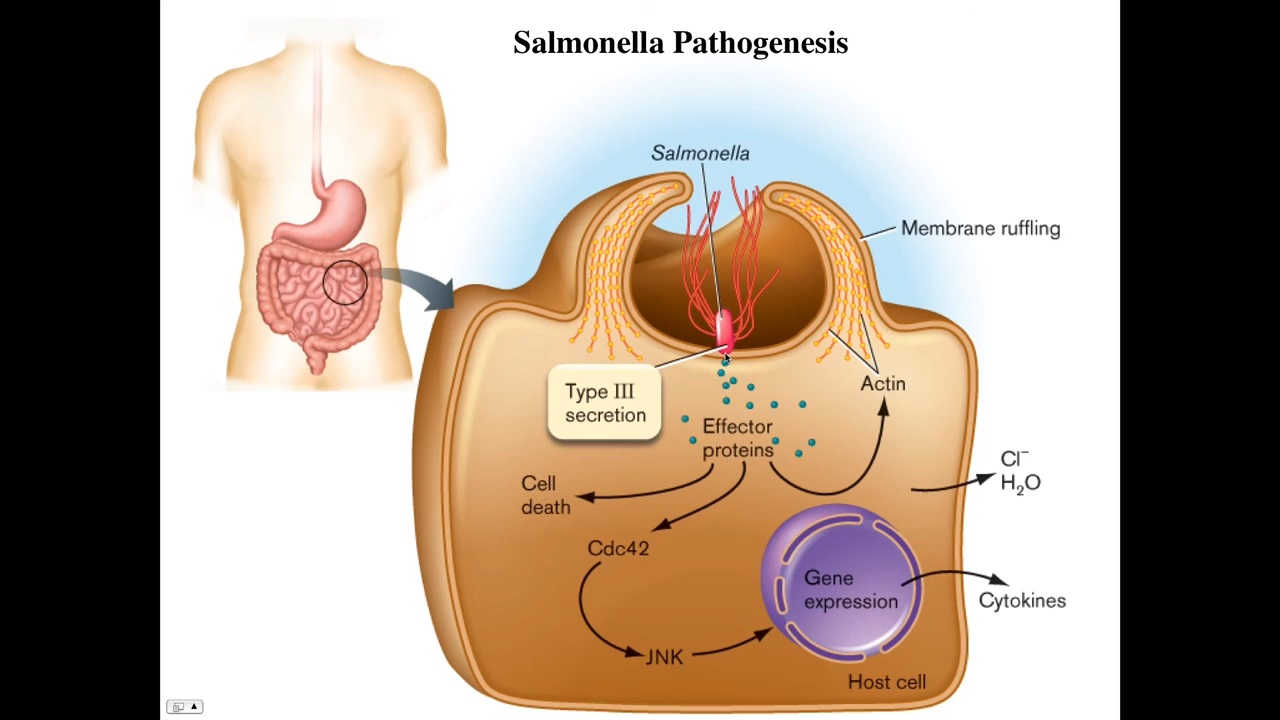 Salmonella Pathogenesis
Salmonella
Membrane ruffling
Type III
secretion
Actin
Effector
proteins
Cl⁻
H₂O
Cell
death
Cdc42
Gene
expression
Cytokines
JNK
Host cell